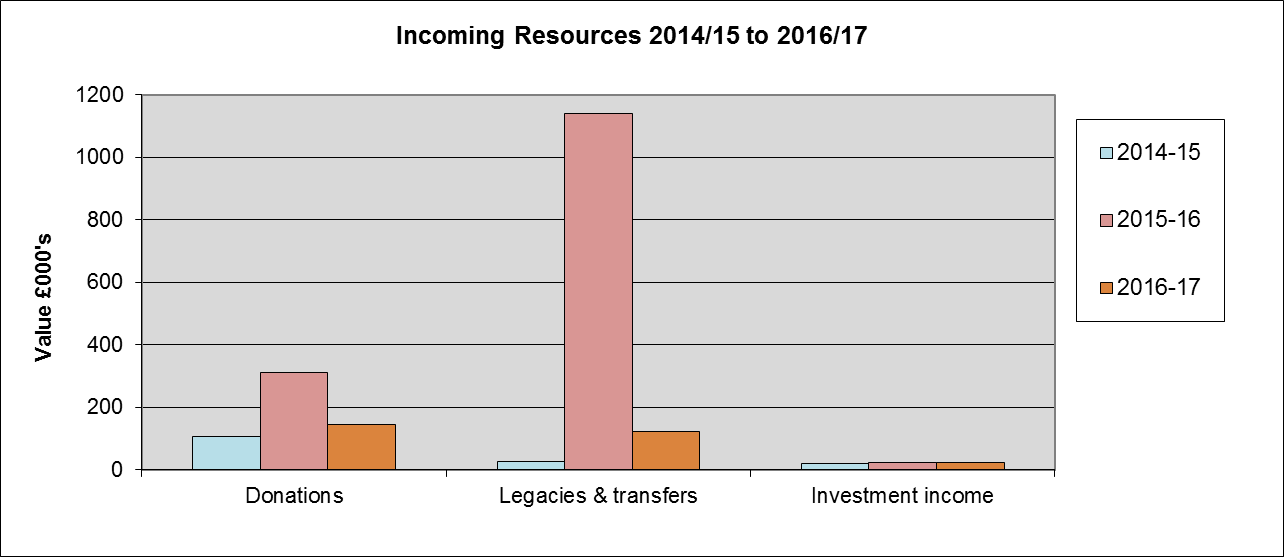 Incoming Resources 2014/15 to 2016/17
Value £000's
1200
1000
800
600
400
200
0
Donations
Legacies & transfers
Investment income
2014-15
2015-16
2016-17